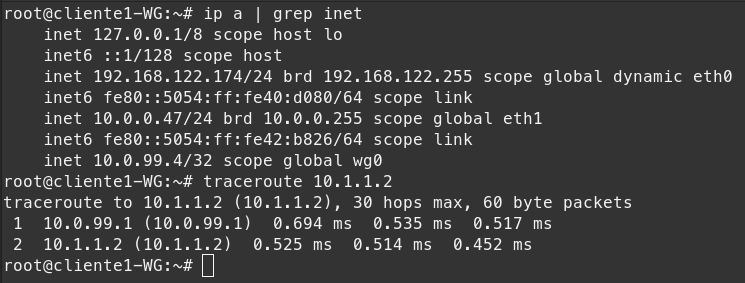 root@cliente1-WG:~# ip a | grep inet
    inet 127.0.0.1/8 scope host lo
    inet6 ::1/128 scope host
    inet 192.168.122.174/24 brd 192.168.122.255 scope global dynamic eth0
    inet6 fe80::5054:ff:fe40:d080/64 scope link
    inet 10.0.0.47/24 brd 10.0.0.255 scope global eth1
    inet6 fe80::5054:ff:fe42:b826/64 scope link
    inet 10.0.99.4/32 scope global wg0
root@cliente1-WG:~# traceroute 10.1.1.2
traceroute to 10.1.1.2 (10.1.1.2), 30 hops max, 60 byte packets
 1  10.0.99.1 (10.0.99.1)  0.694 ms  0.535 ms  0.517 ms
 2  10.1.1.2 (10.1.1.2)  0.525 ms  0.514 ms  0.452 ms
root@cliente1-WG:~#